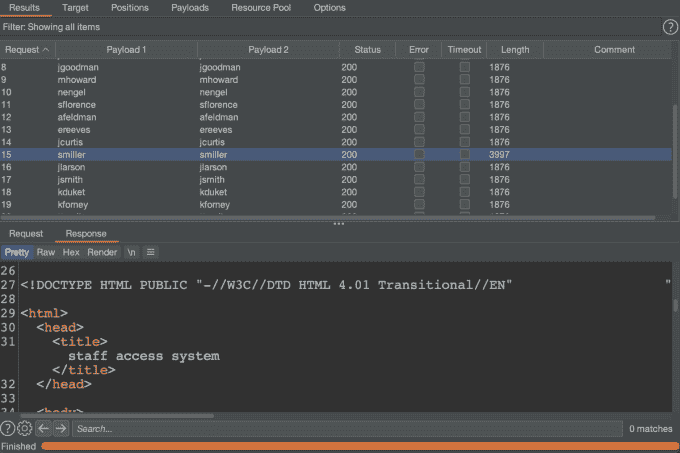 Results Target Positions Payloads Resource Pool Options
Filter: Showing all items ?
Request Payload 1 Payload 2 Status Error Timeout Length Comment
8 jgoodman jgoodman 200 1876
9 mhoward mhoward 200 1876
10 nengel nengel 200 1876
11 sflorence sflorence 200 1876
12 afeldman afeldman 200 1876
13 ereeves ereeves 200 1876
14 jcurtis jcurtis 200 1876
15 smiller smiller 200 3997
16 jlarson jlarson 200 1876
17 jsmith jsmith 200 1876
18 kduket kduket 200 1876
19 kforney kforney 200 1876
Request Response
Pretty Raw Hex Render \n
26
27 <!DOCTYPE HTML PUBLIC "-//W3C//DTD HTML 4.01 Transitional//EN" "
28
29 <html>
30 <head>
31 <title>
staff access system
</title>
32 </head>
33
34 <body>
? Search... 0 matches
Finished